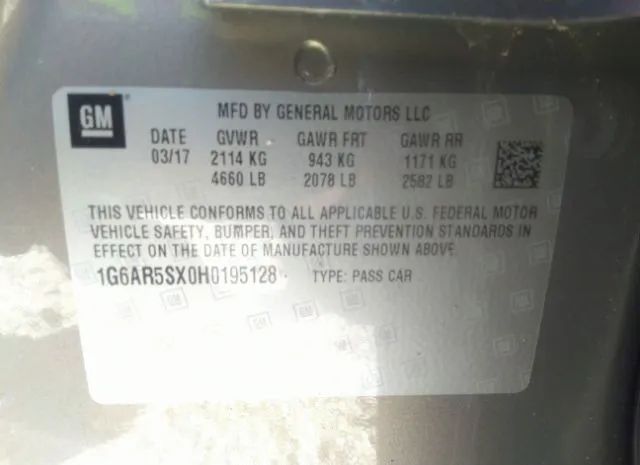 GM
MFD BY GENERAL MOTORS LLC
DATE GVWR GAWR FRT GAWR RR
03/17 2114 KG 943 KG 1171 KG
4660 LB 2078 LB 2582 LB
THIS VEHICLE CONFORMS TO ALL APPLICABLE U.S. FEDERAL MOTOR
VEHICLE SAFETY, BUMPER, AND THEFT PREVENTION STANDARDS IN
EFFECT ON THE DATE OF MANUFACTURE SHOWN ABOVE.
1G6AR5SX0H0195128 TYPE: PASS CAR